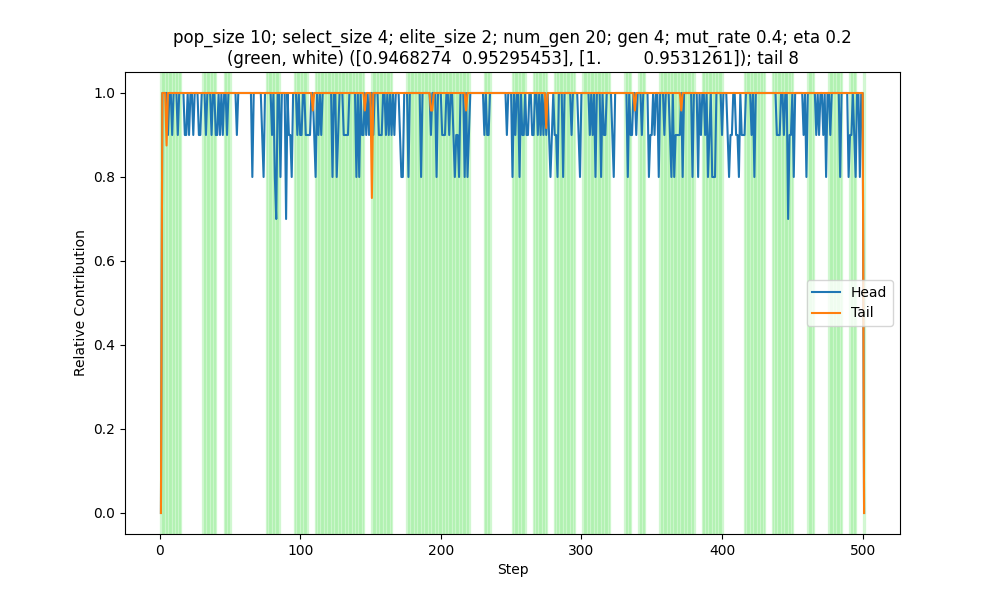 pop_size 10; select_size 4; elite_size 2; num_gen 20; gen 4; mut_rate 0.4; eta 0.2
(green, white) ([0.9468274  0.95295453], [1.        0.9531261]); tail 8
1.0
0.8
0.6
0.4
0.2
0.0
Relative Contribution
Head
Tail
0
100
200
300
400
500
Step